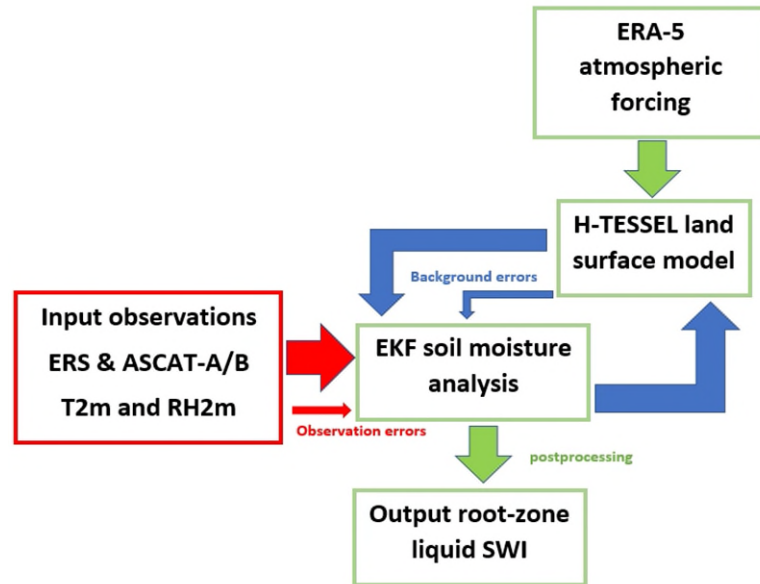 ERA-5
atmospheric
forcing
H-TESSEL land
surface model
Background errors
Input observations
ERS & ASCAT-A/B
T2m and RH2m
EKF soil moisture
analysis
Observation errors
postprocessing
Output root-zone
liquid SWI